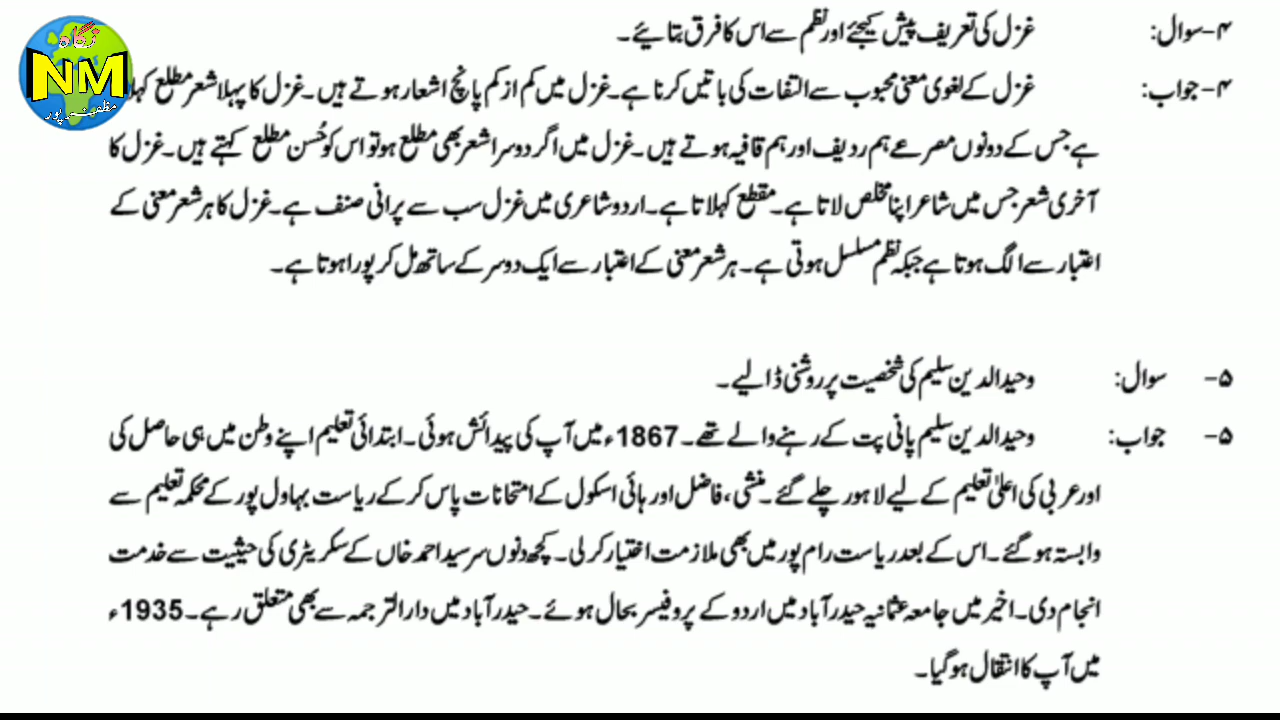 نگاہ
NM
مظفر پور
۴-سوال: غزل کی تعریف پیش کیجئے اور نظم سے اس کا فرق بتائیے۔
۴-جواب: غزل کے لغوی معنی محبوب سے التفات کی باتیں کرنا ہے۔ غزل میں کم از کم پانچ اشعار ہوتے ہیں۔ غزل کا پہلا شعر مطلع
ہے جس کے دونوں مصرعے ہم ردیف اور ہم قافیہ ہوتے ہیں۔ غزل میں اگر دوسرا شعر بھی مطلع ہو تو اس کو حُسن مطلع کہتے ہیں۔ غزل کا
آخری شعر جس میں شاعر اپنا مخلص لاتا ہے۔ مقطع کہلاتا ہے۔ اردو شاعری میں غزل سب سے پرانی صنف ہے۔ غزل کا ہر شعر معنی کے
اعتبار سے الگ ہوتا ہے جبکہ نظم مسلسل ہوتی ہے۔ ہر شعر معنی کے اعتبار سے ایک دوسر کے ساتھ مل کر پورا ہوتا ہے۔
۵- سوال: وحید الدین سلیم کی شخصیت پر روشنی ڈالیے۔
۵- جواب: وحید الدین سلیم پانی پت کے رہنے والے تھے۔ 1867ء میں آپ کی پیدائش ہوئی۔ ابتدائی تعلیم اپنے وطن میں ہی حاصل کی
اور عربی کی اعلیٰ تعلیم کے لیے لاہور چلے گئے۔ منشی، فاضل اور ہائی اسکول کے امتحانات پاس کر کے ریاست بہاول پور کے محکمہ تعلیم سے
وابستہ ہو گئے۔ اس کے بعد ریاست رام پور میں بھی ملازمت اختیار کر لی۔ کچھ دنوں سر سید احمد خاں کے سکریٹری کی حیثیت سے خدمت
انجام دی۔ اخیر میں جامعہ عثمانیہ حیدرآباد میں اردو کے پروفیسر بحال ہوئے۔ حیدرآباد میں دارالترجمہ سے بھی متعلق رہے۔ 1935ء
میں آپ کا انتقال ہو گیا۔